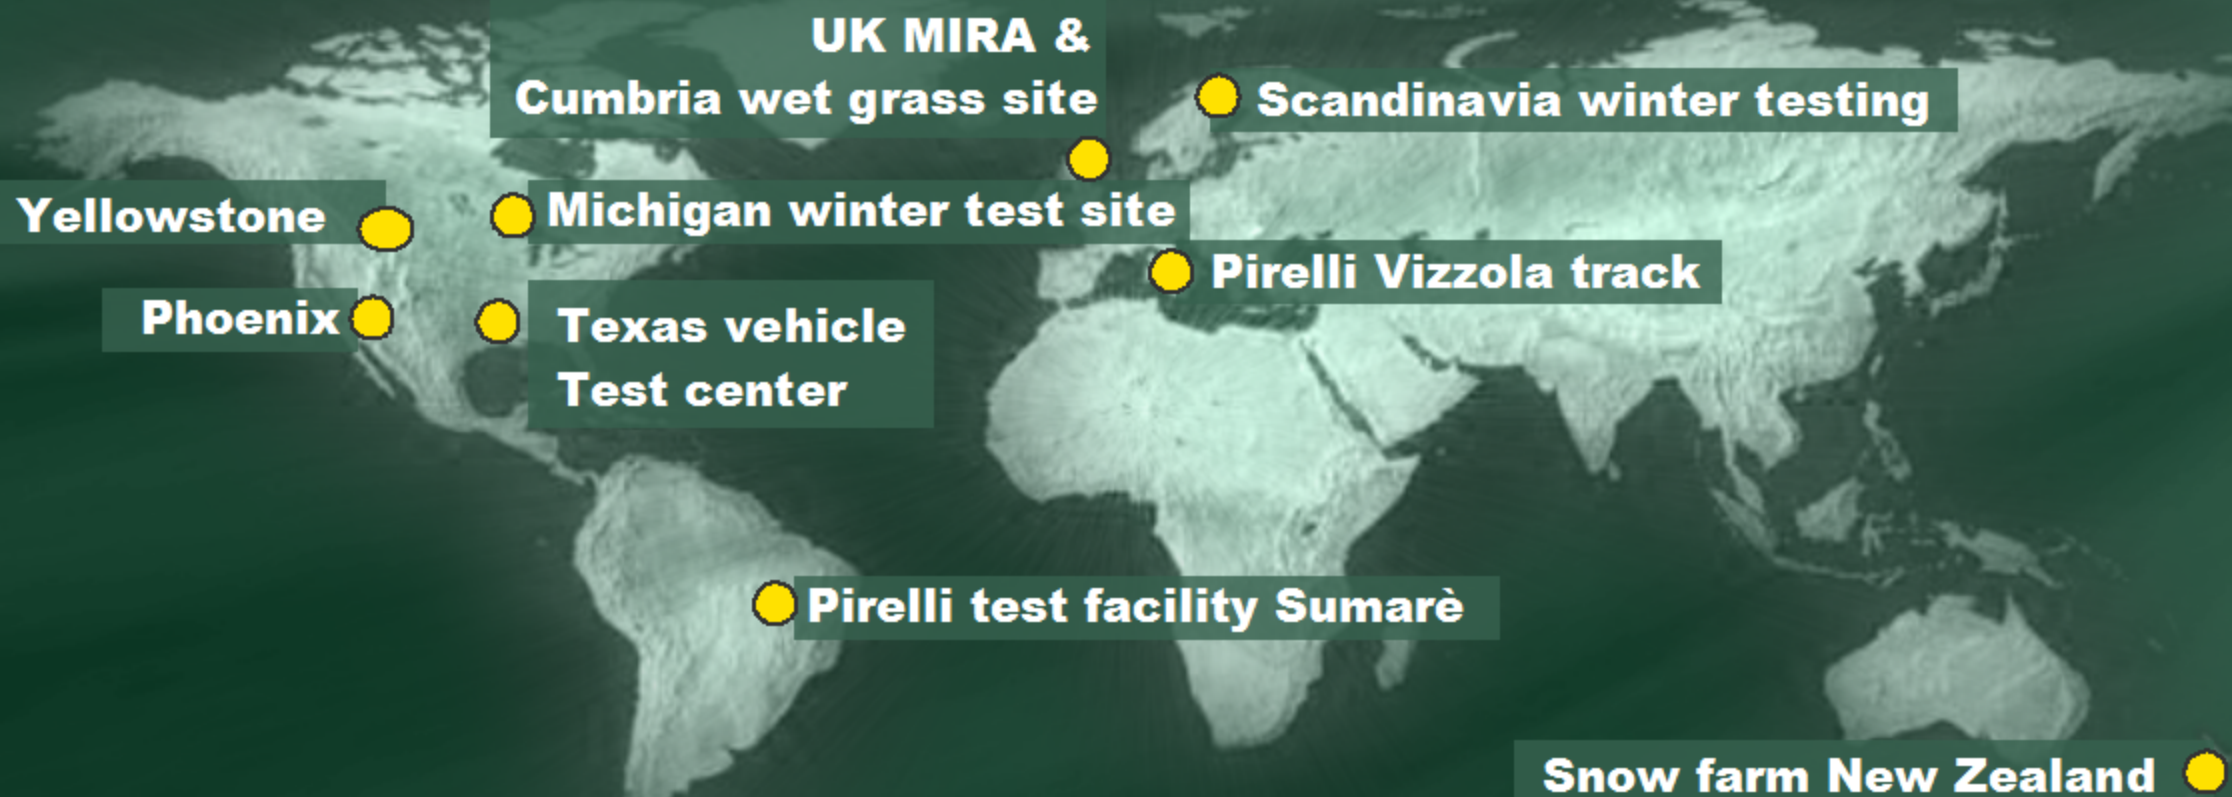 UK MIRA &
Cumbria wet grass site
Scandinavia winter testing
Yellowstone
Michigan winter test site
Pirelli Vizzola track
Phoenix
Texas vehicle
Test center
Pirelli test facility Sumarè
Snow farm New Zealand